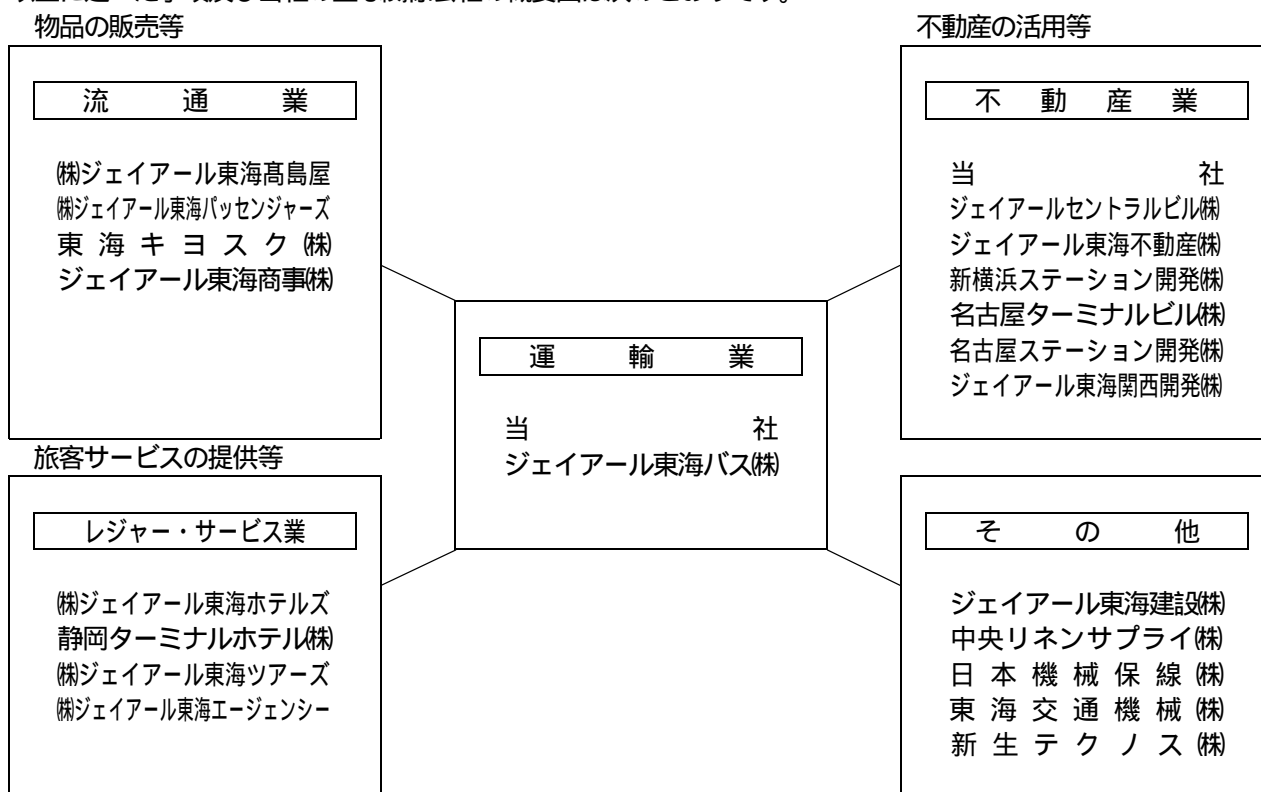 物品の販売等
流通業
㈱ジェイアール東海髙島屋
㈱ジェイアール東海パッセンジャーズ
東海キヨスク㈱
ジェイアール東海商事㈱
不動産の活用等
不動産業
当社
ジェイアールセントラルビル㈱
ジェイアール東海不動産㈱
新横浜ステーション開発㈱
名古屋ターミナルビル㈱
名古屋ステーション開発㈱
ジェイアール東海関西開発㈱
運輸業
当社
ジェイアール東海バス㈱
旅客サービスの提供等
レジャー・サービス業
㈱ジェイアール東海ホテルズ
静岡ターミナルホテル㈱
㈱ジェイアール東海ツアーズ
㈱ジェイアール東海エージェンシー
その他
ジェイアール東海建設㈱
中央リネンサプライ㈱
日本機械保線㈱
東海交通機械㈱
新生テクノス㈱